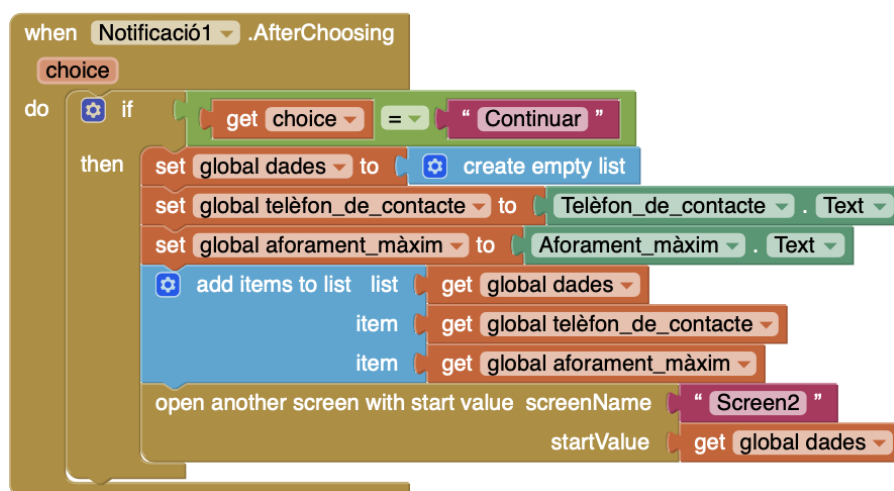 when Notificació1 .AfterChoosing
choice
do if get choice = " Continuar "
then set global dades to create empty list
set global telèfon_de_contacte to Telèfon_de_contacte . Text
set global aforament_màxim to Aforament_màxim . Text
add items to list list get global dades
item get global telèfon_de_contacte
item get global aforament_màxim
open another screen with start value screenName " Screen2 "
startValue get global dades